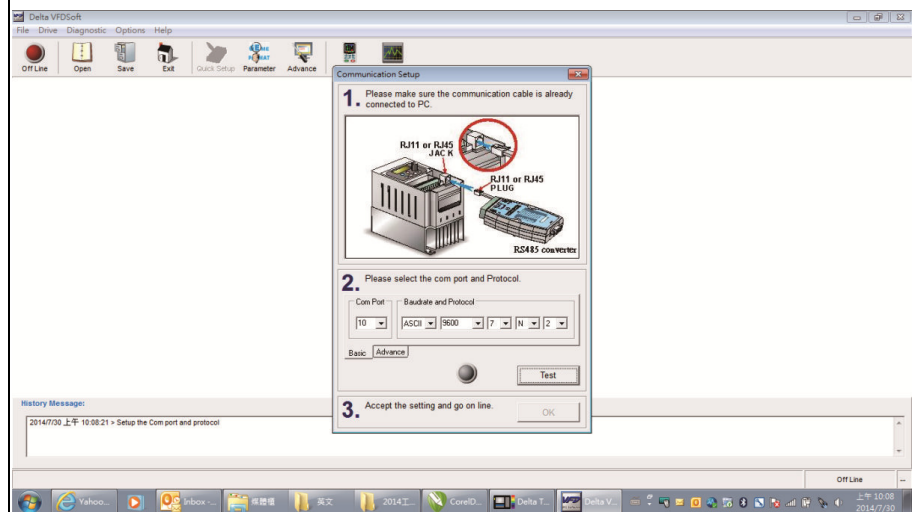 Delta VFDSoft
File Drive Diagnostic Options Help
Off Line Open Save Exit Quick Setup Parameter Advance
Communication Setup
1. Please make sure the communication cable is already
connected to PC.
RJ11 or RJ45
JACK
RJ11 or RJ45
PLUG
RS485 converter
2. Please select the com port and Protocol.
Com Port Baudrate and Protocol
10 ASCII 9600 7 N 2
Basic Advance
Test
3. Accept the setting and go on line.
OK
History Message:
2014/7/30 上午 10:08:21 > Setup the Com port and protocol
Off Line
Yahoo... Inbox -... 媒體櫃 英文 2014工... CorelD... Delta T... Delta V...
上午 10:08
2014/7/30